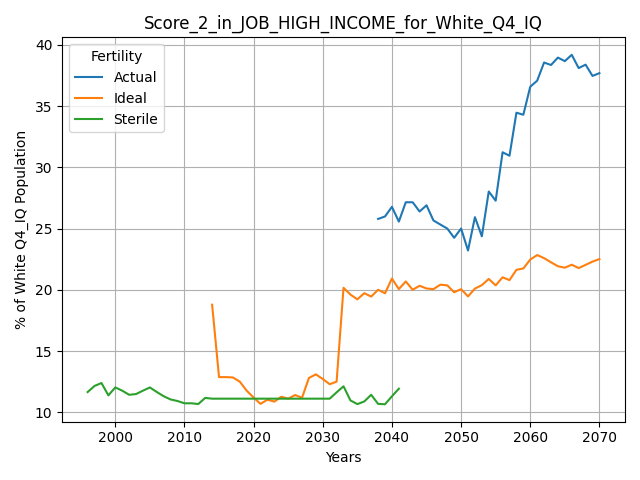 Score_2_in_JOB_HIGH_INCOME_for_White_Q4_IQ
Fertility
Actual
Ideal
Sterile
% of White Q4_IQ Population
40
35
30
25
20
15
10
2000
2010
2020
2030
2040
2050
2060
2070
Years